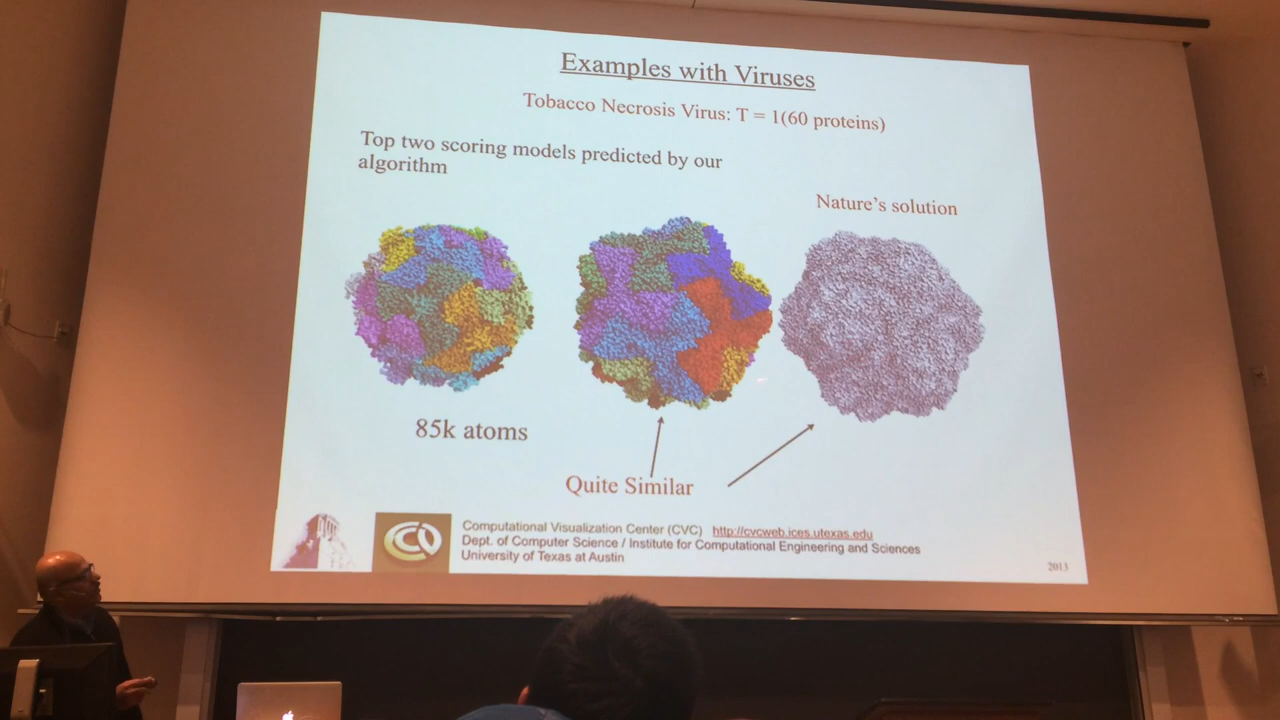 Examples with Viruses
Tobacco Necrosis Virus: T = 1(60 proteins)
Top two scoring models predicted by our
algorithm
Nature's solution
85k atoms
Quite Similar
Computational Visualization Center (CVC) http://cvcweb.ices.utexas.edu
Dept. of Computer Science / Institute for Computational Engineering and Sciences
University of Texas at Austin
2013